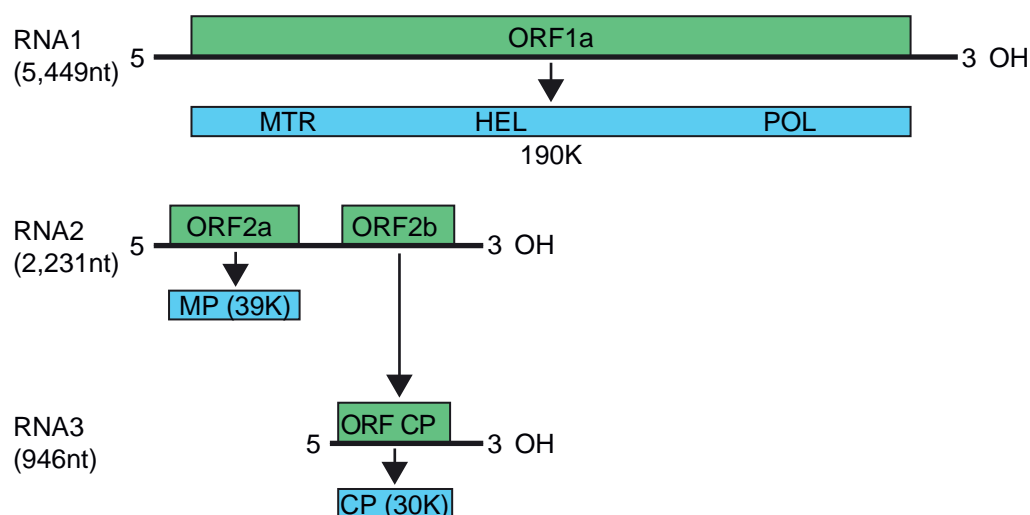 RNA1
(5,449nt)
5
ORF1a
3 OH
MTR HEL POL
190K
RNA2
(2,231nt)
5
ORF2a
ORF2b
3 OH
MP (39K)
RNA3
(946nt)
5
ORF CP
3 OH
CP (30K)